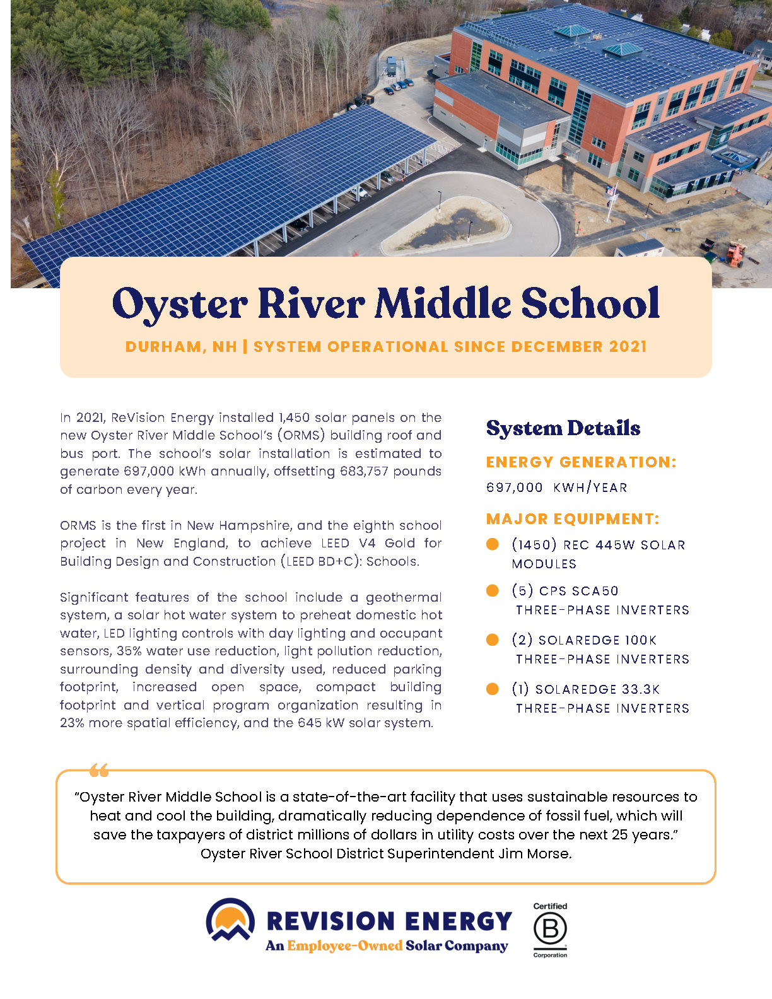 Oyster River Middle School
DURHAM, NH | SYSTEM OPERATIONAL SINCE DECEMBER 2021
In 2021, ReVision Energy installed 1,450 solar panels on the
new Oyster River Middle School's (ORMS) building roof and
bus port. The school's solar installation is estimated to
generate 697,000 kWh annually, offsetting 683,757 pounds
of carbon every year.
ORMS is the first in New Hampshire, and the eighth school
project in New England, to achieve LEED V4 Gold for
Building Design and Construction (LEED BD+C): Schools.
Significant features of the school include a geothermal
system, a solar hot water system to preheat domestic hot
water, LED lighting controls with day lighting and occupant
sensors, 35% water use reduction, light pollution reduction,
surrounding density and diversity used, reduced parking
footprint, increased open space, compact building
footprint and vertical program organization resulting in
23% more spatial efficiency, and the 645 kW solar system.
System Details
ENERGY GENERATION:
697,000 KWH/YEAR
MAJOR EQUIPMENT:
(1450) REC 445W SOLAR
MODULES
(5) CPS SCA50
THREE-PHASE INVERTERS
(2) SOLAREDGE 100K
THREE-PHASE INVERTERS
(1) SOLAREDGE 33.3K
THREE-PHASE INVERTERS
❝
"Oyster River Middle School is a state-of-the-art facility that uses sustainable resources to
heat and cool the building, dramatically reducing dependence of fossil fuel, which will
save the taxpayers of district millions of dollars in utility costs over the next 25 years."
Oyster River School District Superintendent Jim Morse.
REVISION ENERGY
An Employee-Owned Solar Company
Certified
B
Corporation